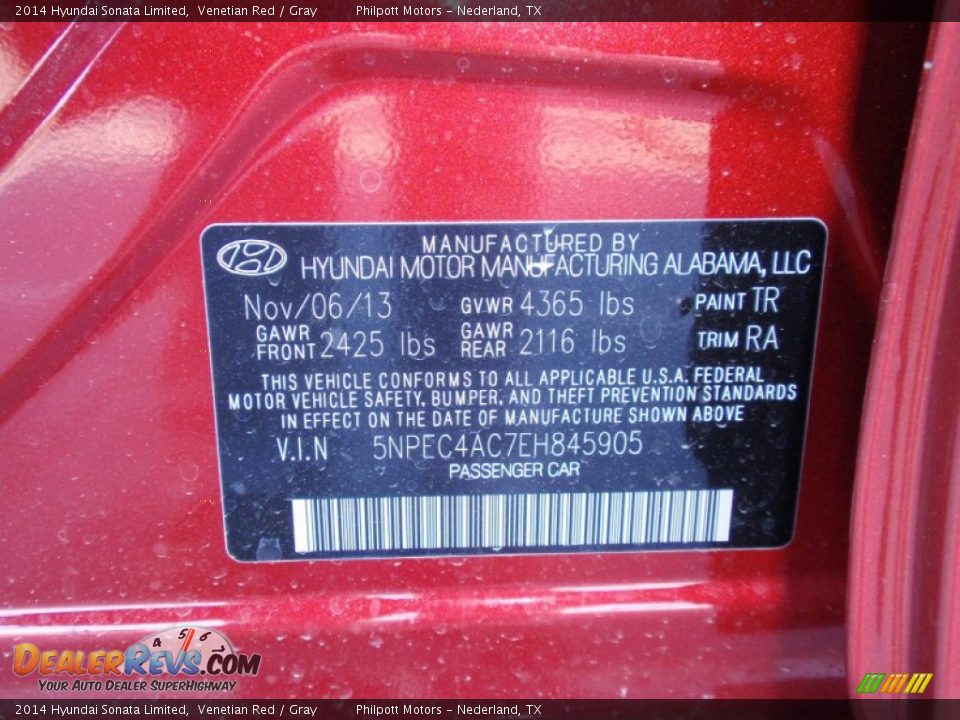 2014 Hyundai Sonata Limited,  Venetian Red / Gray          Philpott Motors - Nederland, TX
MANUFACTURED BY
HYUNDAI MOTOR MANUFACTURING ALABAMA, LLC
Nov/06/13 GVWR 4365 lbs PAINT TR
GAWR FRONT 2425 lbs GAWR REAR 2116 lbs TRIM RA
THIS VEHICLE CONFORMS TO ALL APPLICABLE U.S.A. FEDERAL
MOTOR VEHICLE SAFETY, BUMPER, AND THEFT PREVENTION STANDARDS
IN EFFECT ON THE DATE OF MANUFACTURE SHOWN ABOVE
V.I.N 5NPEC4AC7EH845905
PASSENGER CAR
4 5 6
DEALERREVS.COM
YOUR AUTO DEALER SUPERHIGHWAY
2014 Hyundai Sonata Limited,  Venetian Red / Gray          Philpott Motors - Nederland, TX